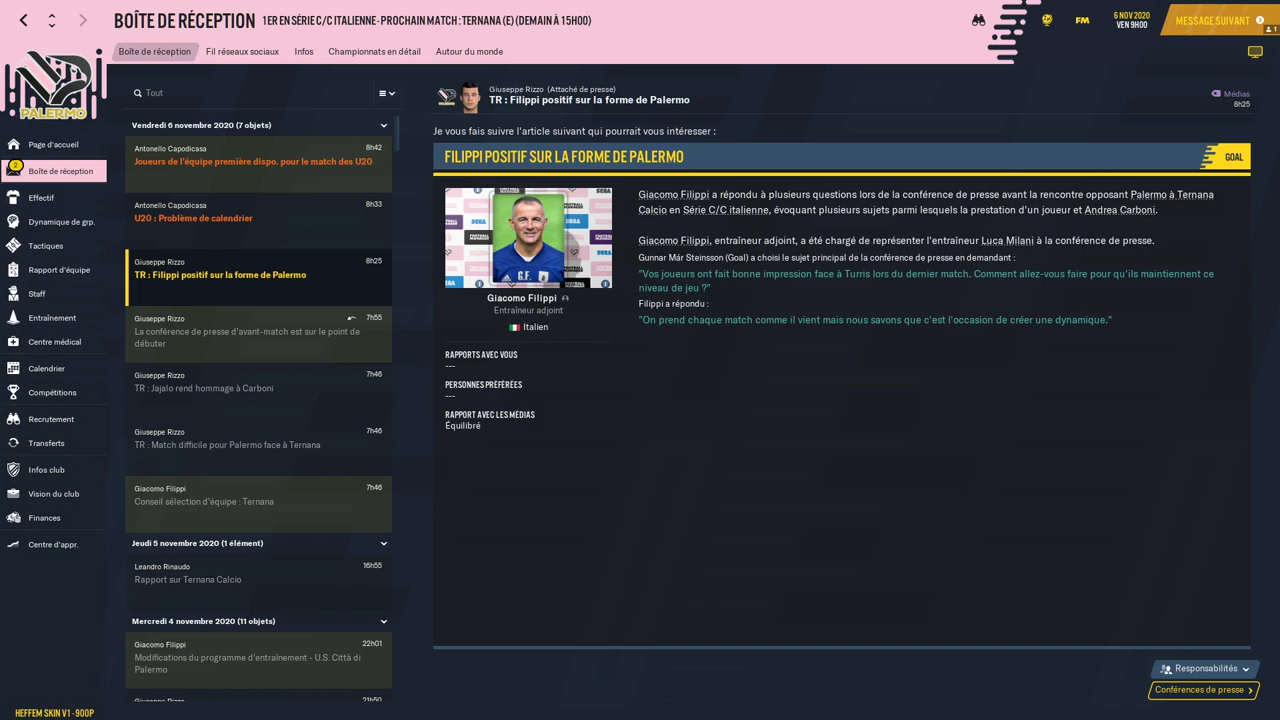 BOÎTE DE RÉCEPTION
1ER EN SÉRIE C/C ITALIENNE - PROCHAIN MATCH : TERNANA (E) (DEMAIN À 15H00)
FM
6 NOV 2020
VEN 9H00
MESSAGE SUIVANT
1
Boîte de réception
Fil réseaux sociaux
Infos
Championnats en détail
Autour du monde
PALERMO
Page d'accueil
2
Boîte de réception
Effectif
Dynamique de grp.
Tactiques
Rapport d'équipe
Staff
Entraînement
Centre médical
Calendrier
Compétitions
Recrutement
Transferts
Infos club
Vision du club
Finances
Centre d'appr.
HEFFEM SKIN V1 - 900P
Tout
Vendredi 6 novembre 2020 (7 objets)
Antonello Capodicasa 8h42
Joueurs de l'équipe première dispo. pour le match des U20
Antonello Capodicasa 8h33
U20 : Problème de calendrier
Giuseppe Rizzo 8h25
TR : Filippi positif sur la forme de Palermo
Giuseppe Rizzo 7h55
La conférence de presse d'avant-match est sur le point de
débuter
Giuseppe Rizzo 7h46
TR : Jajalo rend hommage à Carboni
Giuseppe Rizzo 7h46
TR : Match difficile pour Palermo face à Ternana
Giacomo Filippi 7h46
Conseil sélection d'équipe : Ternana
Jeudi 5 novembre 2020 (1 élément)
Leandro Rinaudo 16h55
Rapport sur Ternana Calcio
Mercredi 4 novembre 2020 (11 objets)
Giacomo Filippi 22h01
Modifications du programme d'entraînement - U.S. Città di
Palermo
Giuseppe Rizzo 21h50
Giuseppe Rizzo (Attaché de presse)
TR : Filippi positif sur la forme de Palermo
Médias
8h25
Je vous fais suivre l'article suivant qui pourrait vous intéresser :
FILIPPI POSITIF SUR LA FORME DE PALERMO
GOAL
SEGA
G.F.
Giacomo Filippi
Entraîneur adjoint
Italien
RAPPORTS AVEC VOUS
---
PERSONNES PRÉFÉRÉES
---
RAPPORT AVEC LES MÉDIAS
Équilibré
Giacomo Filippi a répondu à plusieurs questions lors de la conférence de presse avant la rencontre opposant Palermo à Ternana
Calcio en Série C/C italienne, évoquant plusieurs sujets parmi lesquels la prestation d'un joueur et Andrea Carboni.
Giacomo Filippi, entraîneur adjoint, a été chargé de représenter l'entraîneur Luca Milani à la conférence de presse.
Gunnar Már Steinsson (Goal) a choisi le sujet principal de la conférence de presse en demandant :
"Vos joueurs ont fait bonne impression face à Turris lors du dernier match. Comment allez-vous faire pour qu'ils maintiennent ce
niveau de jeu ?"
Filippi a répondu :
"On prend chaque match comme il vient mais nous savons que c'est l'occasion de créer une dynamique."
Responsabilités
Conférences de presse